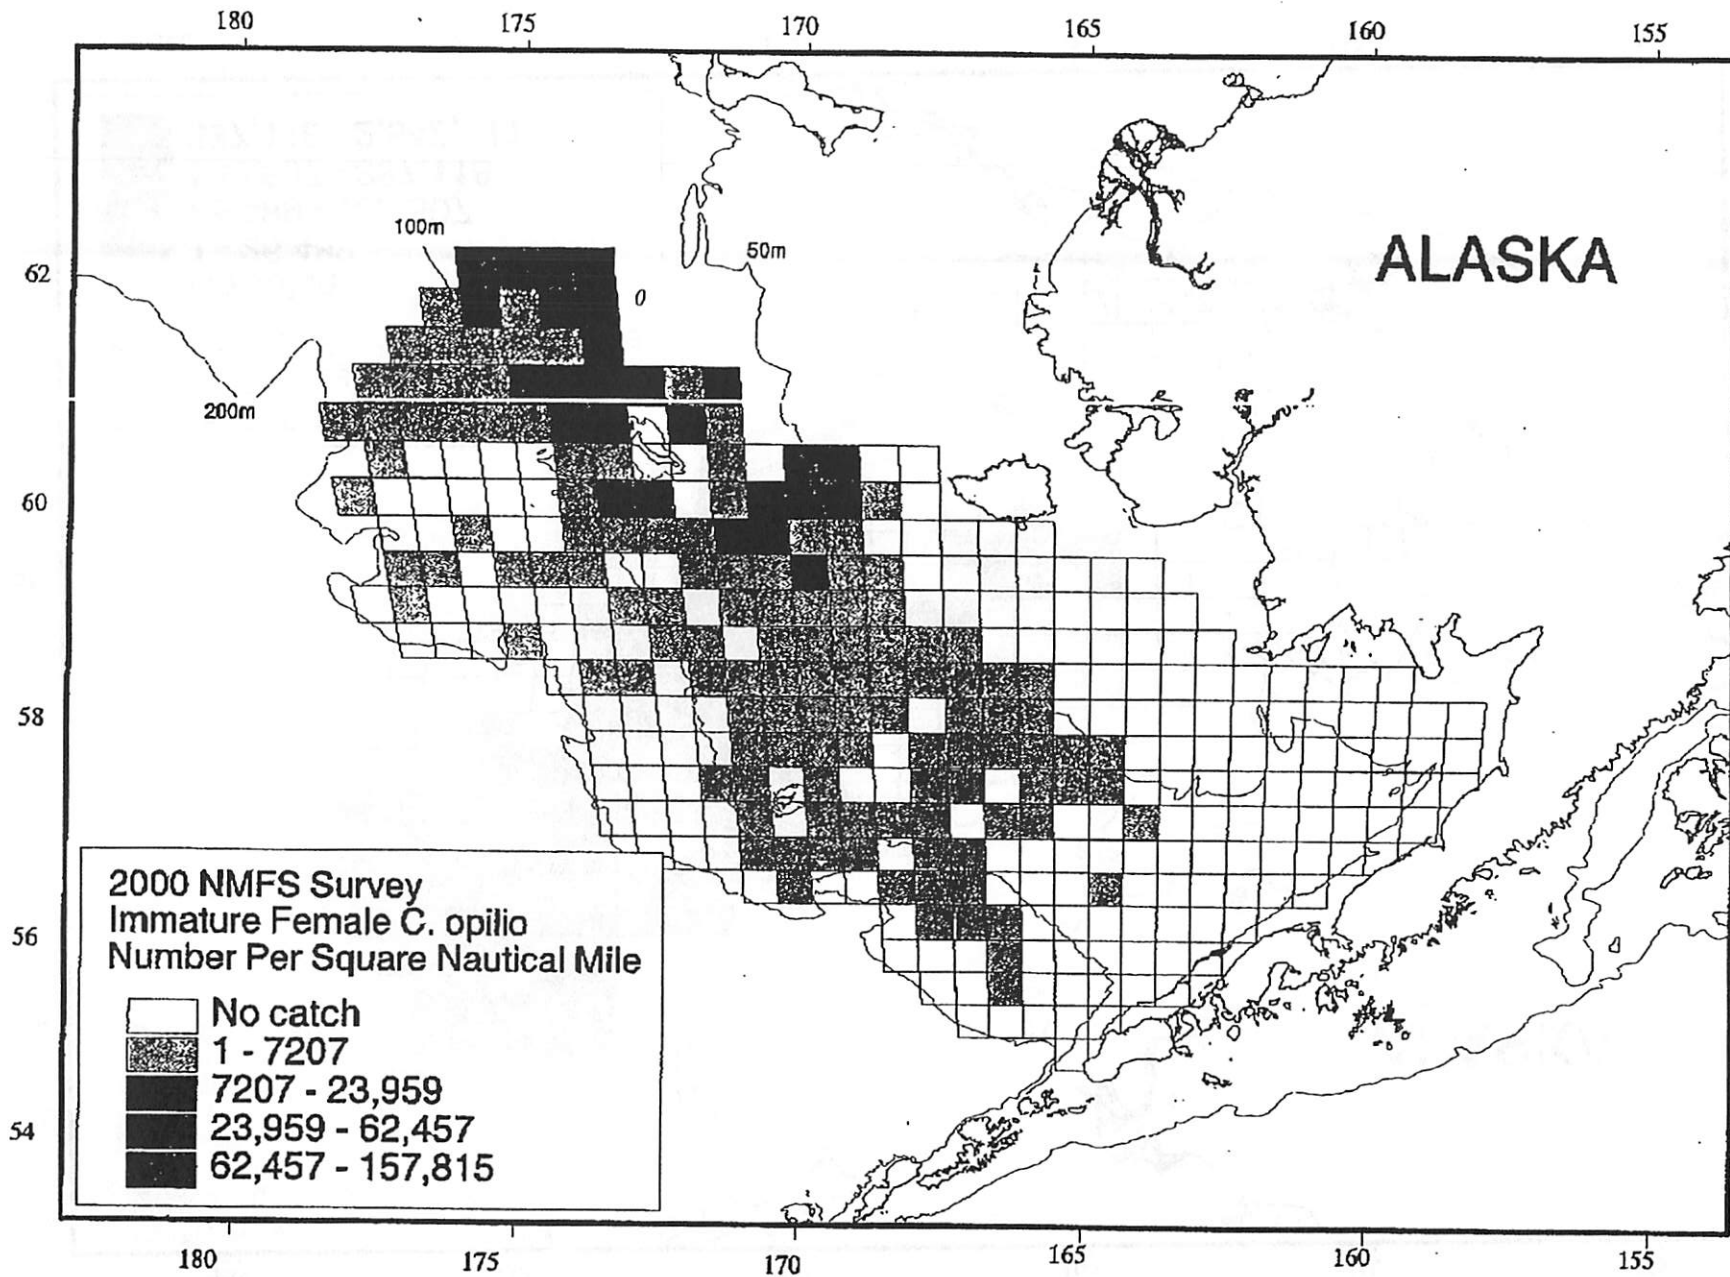 180 175 170 165 160 155
ALASKA
100m
50m
62
0
200m
60
58
2000 NMFS Survey
Immature Female C. opilio
Number Per Square Nautical Mile
56
No catch
1 - 7207
7207 - 23,959
23,959 - 62,457
54
62,457 - 157,815
180 175 170 165 160 155